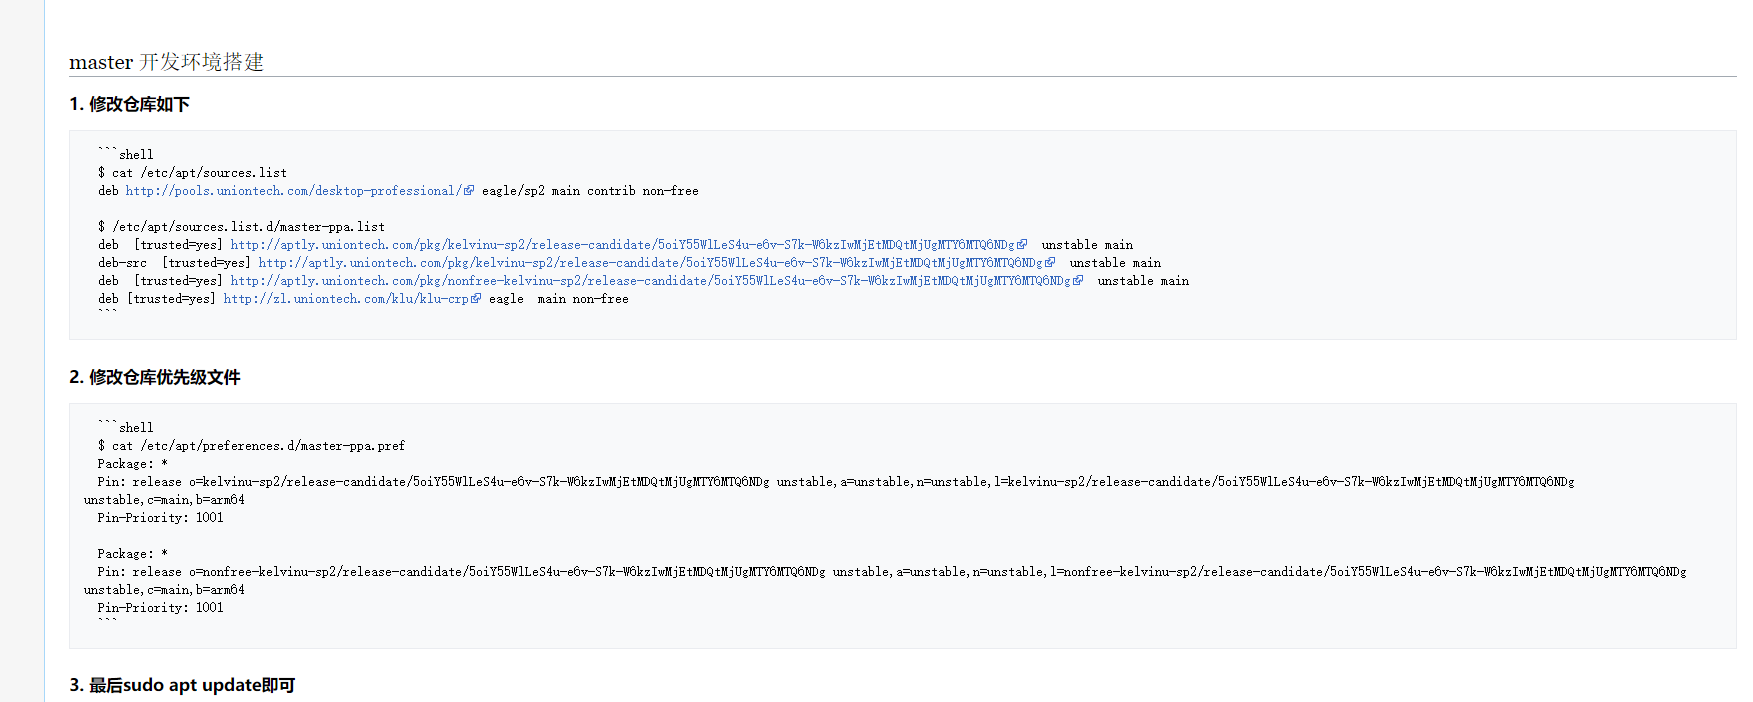 master 开发环境搭建
1. 修改仓库如下
```shell
$ cat /etc/apt/sources.list
deb http://pools.uniontech.com/desktop-professional/ eagle/sp2 main contrib non-free
$ /etc/apt/sources.list.d/master-ppa.list
deb  [trusted=yes] http://aptly.uniontech.com/pkg/kelvinu-sp2/release-candidate/5oiY55WlLeS4u-e6v-S7k-W6kzIwMjEtMDQtMjUgMTY6MTQ6NDg  unstable main
deb-src  [trusted=yes] http://aptly.uniontech.com/pkg/kelvinu-sp2/release-candidate/5oiY55WlLeS4u-e6v-S7k-W6kzIwMjEtMDQtMjUgMTY6MTQ6NDg  unstable main
deb  [trusted=yes] http://aptly.uniontech.com/pkg/nonfree-kelvinu-sp2/release-candidate/5oiY55WlLeS4u-e6v-S7k-W6kzIwMjEtMDQtMjUgMTY6MTQ6NDg  unstable main
deb [trusted=yes] http://zl.uniontech.com/klu/klu-crp eagle  main non-free
```
2. 修改仓库优先级文件
```shell
$ cat /etc/apt/preferences.d/master-ppa.pref
Package: *
Pin: release o=kelvinu-sp2/release-candidate/5oiY55WlLeS4u-e6v-S7k-W6kzIwMjEtMDQtMjUgMTY6MTQ6NDg unstable,a=unstable,n=unstable,l=kelvinu-sp2/release-candidate/5oiY55WlLeS4u-e6v-S7k-W6kzIwMjEtMDQtMjUgMTY6MTQ6NDg
unstable,c=main,b=arm64
Pin-Priority: 1001
Package: *
Pin: release o=nonfree-kelvinu-sp2/release-candidate/5oiY55WlLeS4u-e6v-S7k-W6kzIwMjEtMDQtMjUgMTY6MTQ6NDg unstable,a=unstable,n=unstable,l=nonfree-kelvinu-sp2/release-candidate/5oiY55WlLeS4u-e6v-S7k-W6kzIwMjEtMDQtMjUgMTY6MTQ6NDg
unstable,c=main,b=arm64
Pin-Priority: 1001
```
3. 最后sudo apt update即可